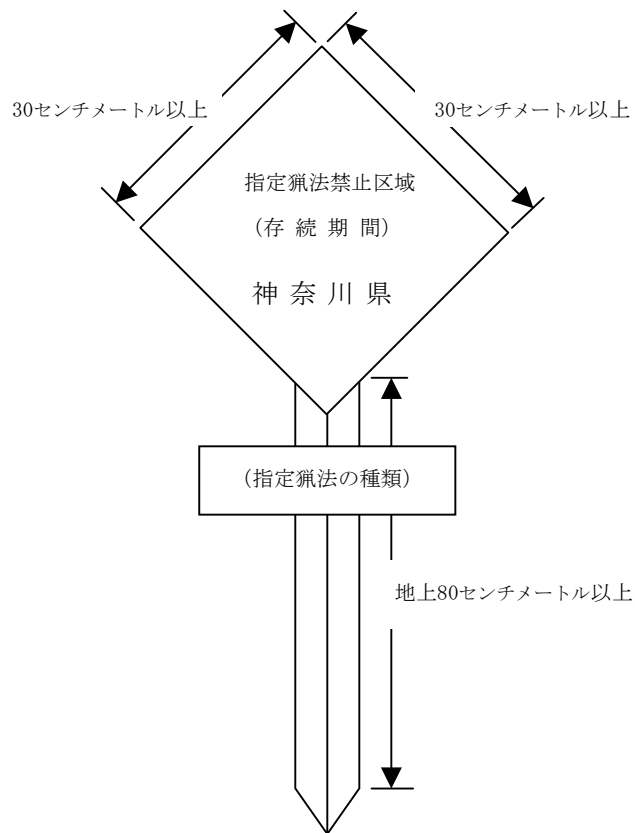 30センチメートル以上
30センチメートル以上
指定猟法禁止区域
(存 続 期 間)
神 奈 川 県
(指定猟法の種類)
地上80センチメートル以上